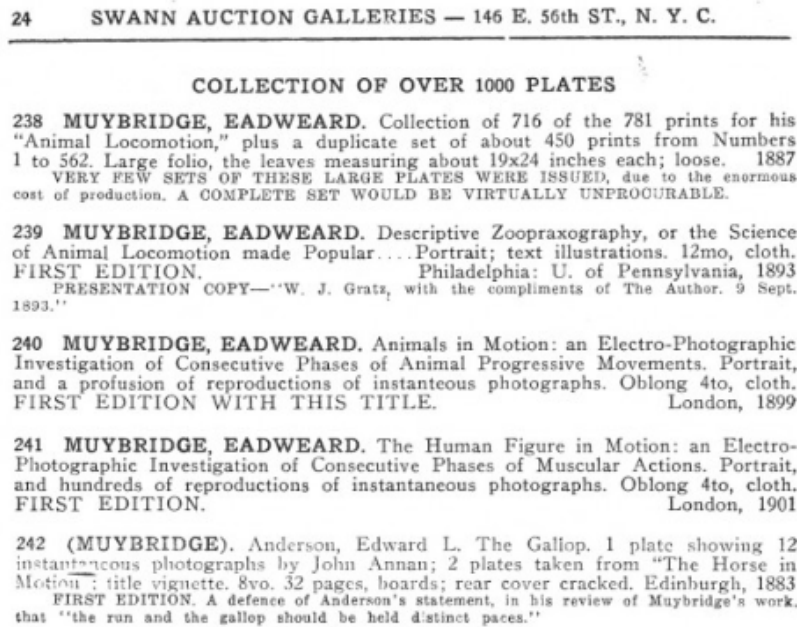 24 SWANN AUCTION GALLERIES — 146 E. 56th ST., N. Y. C.
COLLECTION OF OVER 1000 PLATES
238 MUYBRIDGE, EADWEARD. Collection of 716 of the 781 prints for his
"Animal Locomotion," plus a duplicate set of about 450 prints from Numbers
1 to 562. Large folio, the leaves measuring about 19x24 inches each; loose. 1887
VERY FEW SETS OF THESE LARGE PLATES WERE ISSUED, due to the enormous
cost of production. A COMPLETE SET WOULD BE VIRTUALLY UNPROCURABLE.
239 MUYBRIDGE, EADWEARD. Descriptive Zoopraxography, or the Science
of Animal Locomotion made Popular....Portrait; text illustrations. 12mo, cloth.
FIRST EDITION. Philadelphia: U. of Pennsylvania, 1893
PRESENTATION COPY—"W. J. Gratz, with the compliments of The Author. 9 Sept.
1893."
240 MUYBRIDGE, EADWEARD. Animals in Motion: an Electro-Photographic
Investigation of Consecutive Phases of Animal Progressive Movements. Portrait,
and a profusion of reproductions of instanteous photographs. Oblong 4to, cloth.
FIRST EDITION WITH THIS TITLE. London, 1899
241 MUYBRIDGE, EADWEARD. The Human Figure in Motion: an Electro-
Photographic Investigation of Consecutive Phases of Muscular Actions. Portrait,
and hundreds of reproductions of instantaneous photographs. Oblong 4to, cloth.
FIRST EDITION. London, 1901
242 (MUYBRIDGE). Anderson, Edward L. The Gallop. 1 plate showing 12
instantaneous photographs by John Annan; 2 plates taken from "The Horse in
Motion"; title vignette. 8vo. 32 pages, boards; rear cover cracked. Edinburgh, 1883
FIRST EDITION. A defence of Anderson's statement, in his review of Muybridge's work,
that "the run and the gallop should be held distinct paces."